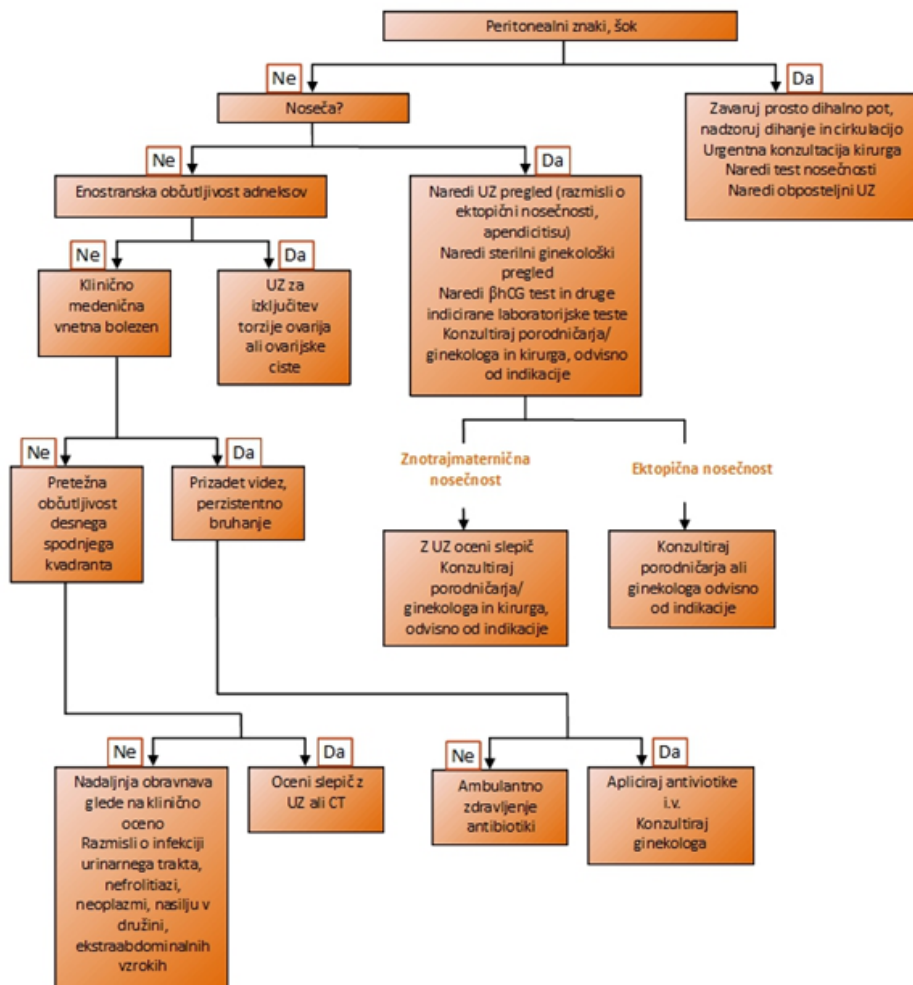 Peritonealni znaki, šok
Ne
Da
Noseča?
Zavaruj prosto dihalno pot,
nadzoruj dihanje in cirkulacijo
Urgentna konzultacija kirurga
Naredi test nosečnosti
Naredi obposteljni UZ
Ne
Da
Enostranska občutljivost adneksov
Naredi UZ pregled (razmisli o
ektopični nosečnosti,
apendicitisu)
Naredi sterilni ginekološki
pregled
Naredi βhCG test in druge
indicirane laboratorijske teste
Konzultiraj porodničarja/
ginekologa in kirurga, odvisno
od indikacije
Ne
Da
Klinično
medenična
vnetna bolezen
UZ za
izključitev
torzije ovarija
ali ovarijske
ciste
Ne
Da
Znotrajmaternična
nosečnost
Ektopična nosečnost
Pretežna
občutljivost
desnega
spodnjega
kvadranta
Prizadet videz,
perzistentno
bruhanje
Z UZ oceni slepič
Konzultiraj
porodničarja/
ginekologa in kirurga,
odvisno od indikacije
Konzultiraj
porodničarja ali
ginekologa odvisno
od indikacije
Ne
Da
Ne
Da
Nadaljnja obravnava
glede na klinično
oceno
Razmisli o infekciji
urinarnega trakta,
nefrolitiazi,
neoplazmi, nasilju v
družini,
ekstraabdominalnih
vzrokih
Oceni slepič z
UZ ali CT
Ambulantno
zdravljenje
antibiotiki
Apliciraj antiviotike
i.v.
Konzultiraj
ginekologa